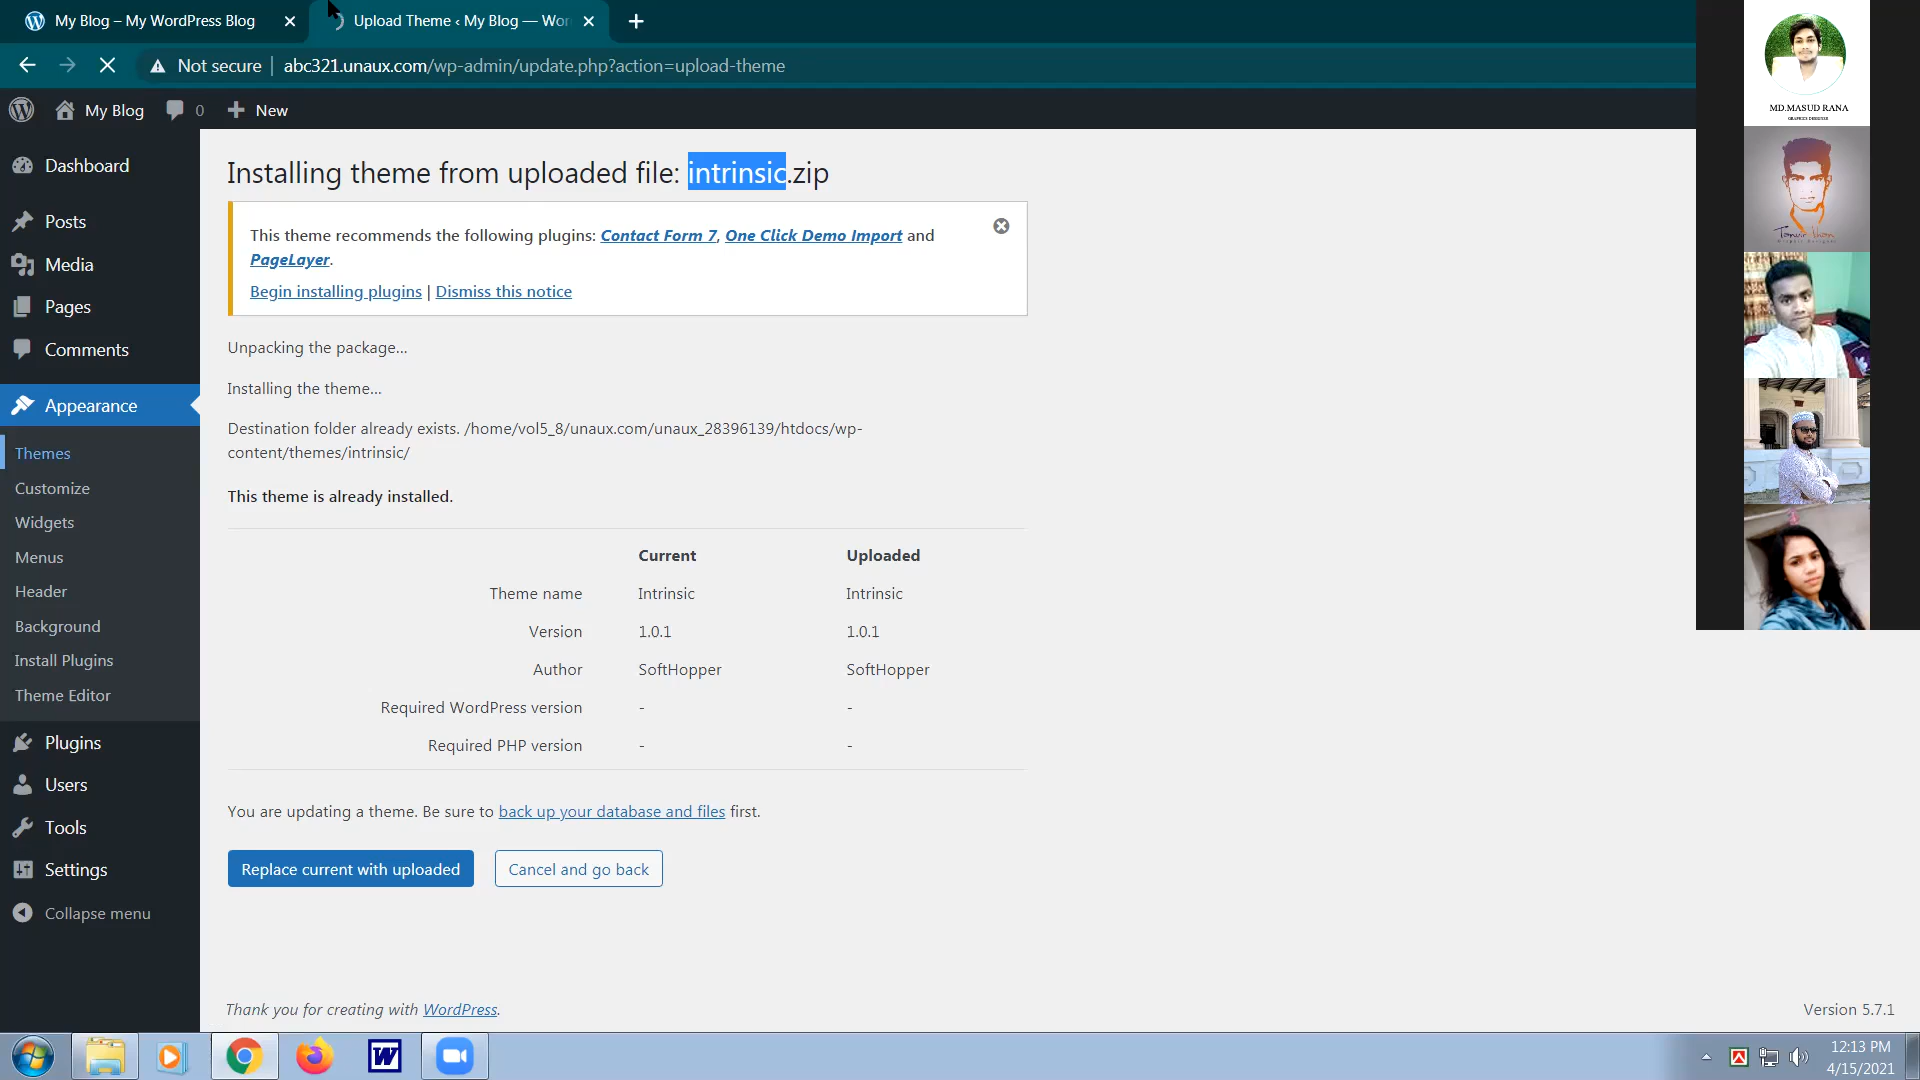 My Blog – My WordPress Blog
Upload Theme ‹ My Blog — Wor
Not secure
abc321.unaux.com/wp-admin/update.php?action=upload-theme
My Blog
0
New
Dashboard
Posts
Media
Pages
Comments
Appearance
Themes
Customize
Widgets
Menus
Header
Background
Install Plugins
Theme Editor
Plugins
Users
Tools
Settings
Collapse menu
Installing theme from uploaded file: intrinsic.zip
This theme recommends the following plugins: Contact Form 7, One Click Demo Import and
PageLayer.
Begin installing plugins | Dismiss this notice
Unpacking the package…
Installing the theme…
Destination folder already exists. /home/vol5_8/unaux.com/unaux_28396139/htdocs/wp-
content/themes/intrinsic/
This theme is already installed.
Current Uploaded
Theme name Intrinsic Intrinsic
Version 1.0.1 1.0.1
Author SoftHopper SoftHopper
Required WordPress version - -
Required PHP version - -
You are updating a theme. Be sure to back up your database and files first.
Replace current with uploaded
Cancel and go back
Thank you for creating with WordPress.
Version 5.7.1
MD.MASUD RANA
GRAPHICS DESIGNER
12:13 PM
4/15/2021